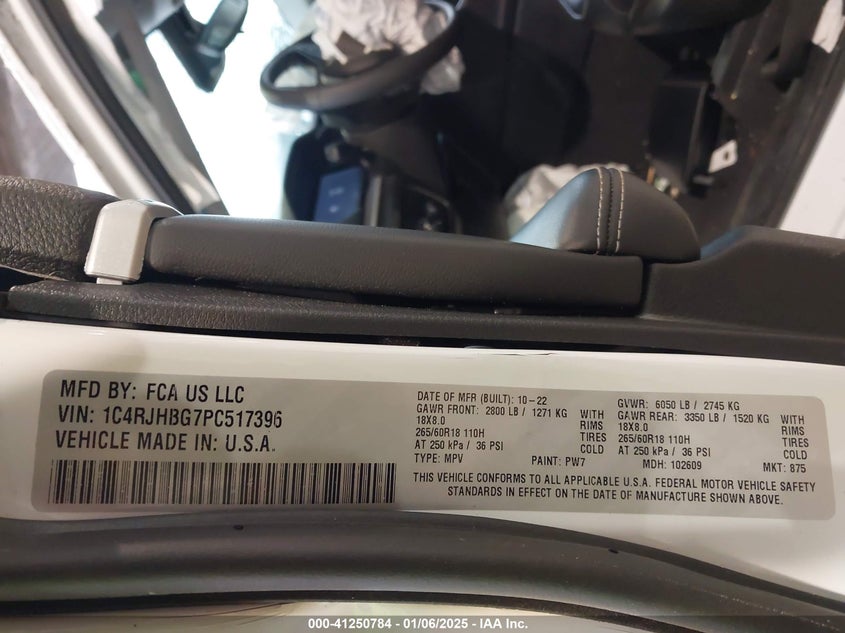 MFD BY: FCA US LLC
VIN: 1C4RJHBG7PC517396
VEHICLE MADE IN: U.S.A.
DATE OF MFR (BUILT): 10-22
GAWR FRONT: 2800 LB / 1271 KG WITH
18X8.0 RIMS
265/60R18 110H TIRES
AT 250 kPa / 36 PSI COLD
TYPE: MPV PAINT: PW7
GVWR: 6050 LB / 2745 KG
GAWR REAR: 3350 LB / 1520 KG WITH
18X8.0 RIMS
265/60R18 110H TIRES
AT 250 kPa / 36 PSI COLD
MDH: 102609 MKT: 875
THIS VEHICLE CONFORMS TO ALL APPLICABLE U.S.A. FEDERAL MOTOR VEHICLE SAFETY
STANDARDS IN EFFECT ON THE DATE OF MANUFACTURE SHOWN ABOVE.
000-41250784 - 01/06/2025 - IAA Inc.